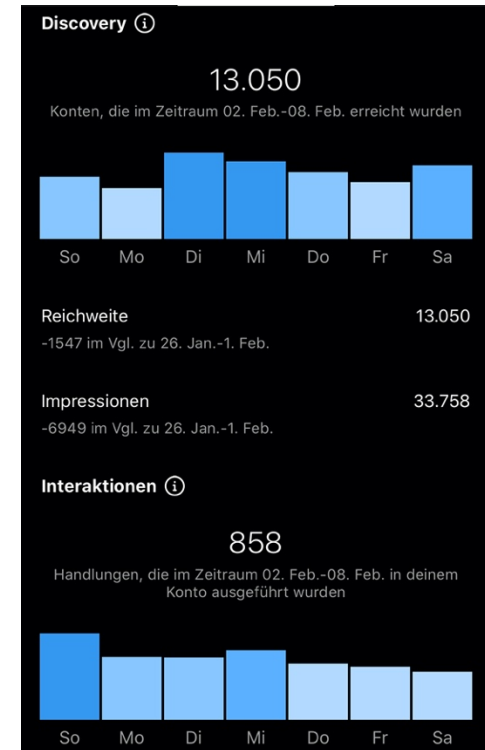 Discovery
13.050
Konten, die im Zeitraum 02. Feb.-08. Feb. erreicht wurden
So Mo Di Mi Do Fr Sa
Reichweite 13.050
-1547 im Vgl. zu 26. Jan.-1. Feb.
Impressionen 33.758
-6949 im Vgl. zu 26. Jan.-1. Feb.
Interaktionen
858
Handlungen, die im Zeitraum 02. Feb.-08. Feb. in deinem
Konto ausgeführt wurden
So Mo Di Mi Do Fr Sa